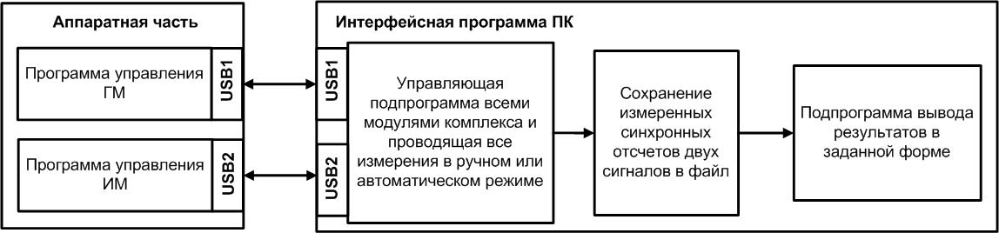 Аппаратная часть
Программа управления
ГМ
USB1
Программа управления
ИМ
USB2
Интерфейсная программа ПК
USB1
USB2
Управляющая
подпрограмма всеми
модулями комплекса и
проводящая все
измерения в ручном или
автоматическом режиме
Сохранение
измеренных
синхронных
отсчетов двух
сигналов в файл
Подпрограмма вывода
результатов в
заданной форме